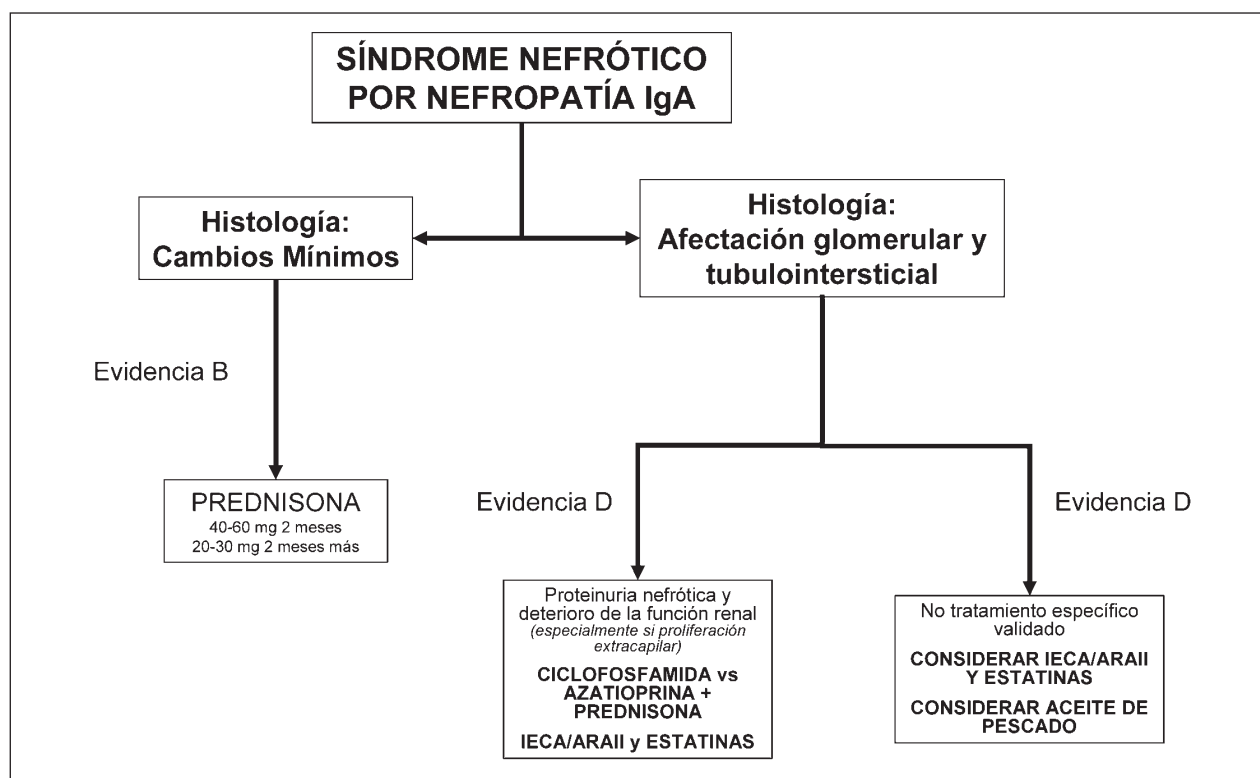 SÍNDROME NEFRÓTICO
POR NEFROPATÍA IgA
Histología:
Cambios Mínimos
Histología:
Afectación glomerular y
tubulointersticial
Evidencia B
PREDNISONA
40-60 mg 2 meses
20-30 mg 2 meses más
Evidencia D
Evidencia D
Proteinuria nefrótica y
deterioro de la función renal
(especialmente si proliferación
extracapilar)
CICLOFOSFAMIDA vs
AZATIOPRINA +
PREDNISONA
IECA/ARAII y ESTATINAS
No tratamiento específico
validado
CONSIDERAR IECA/ARAII
Y ESTATINAS
CONSIDERAR ACEITE DE
PESCADO